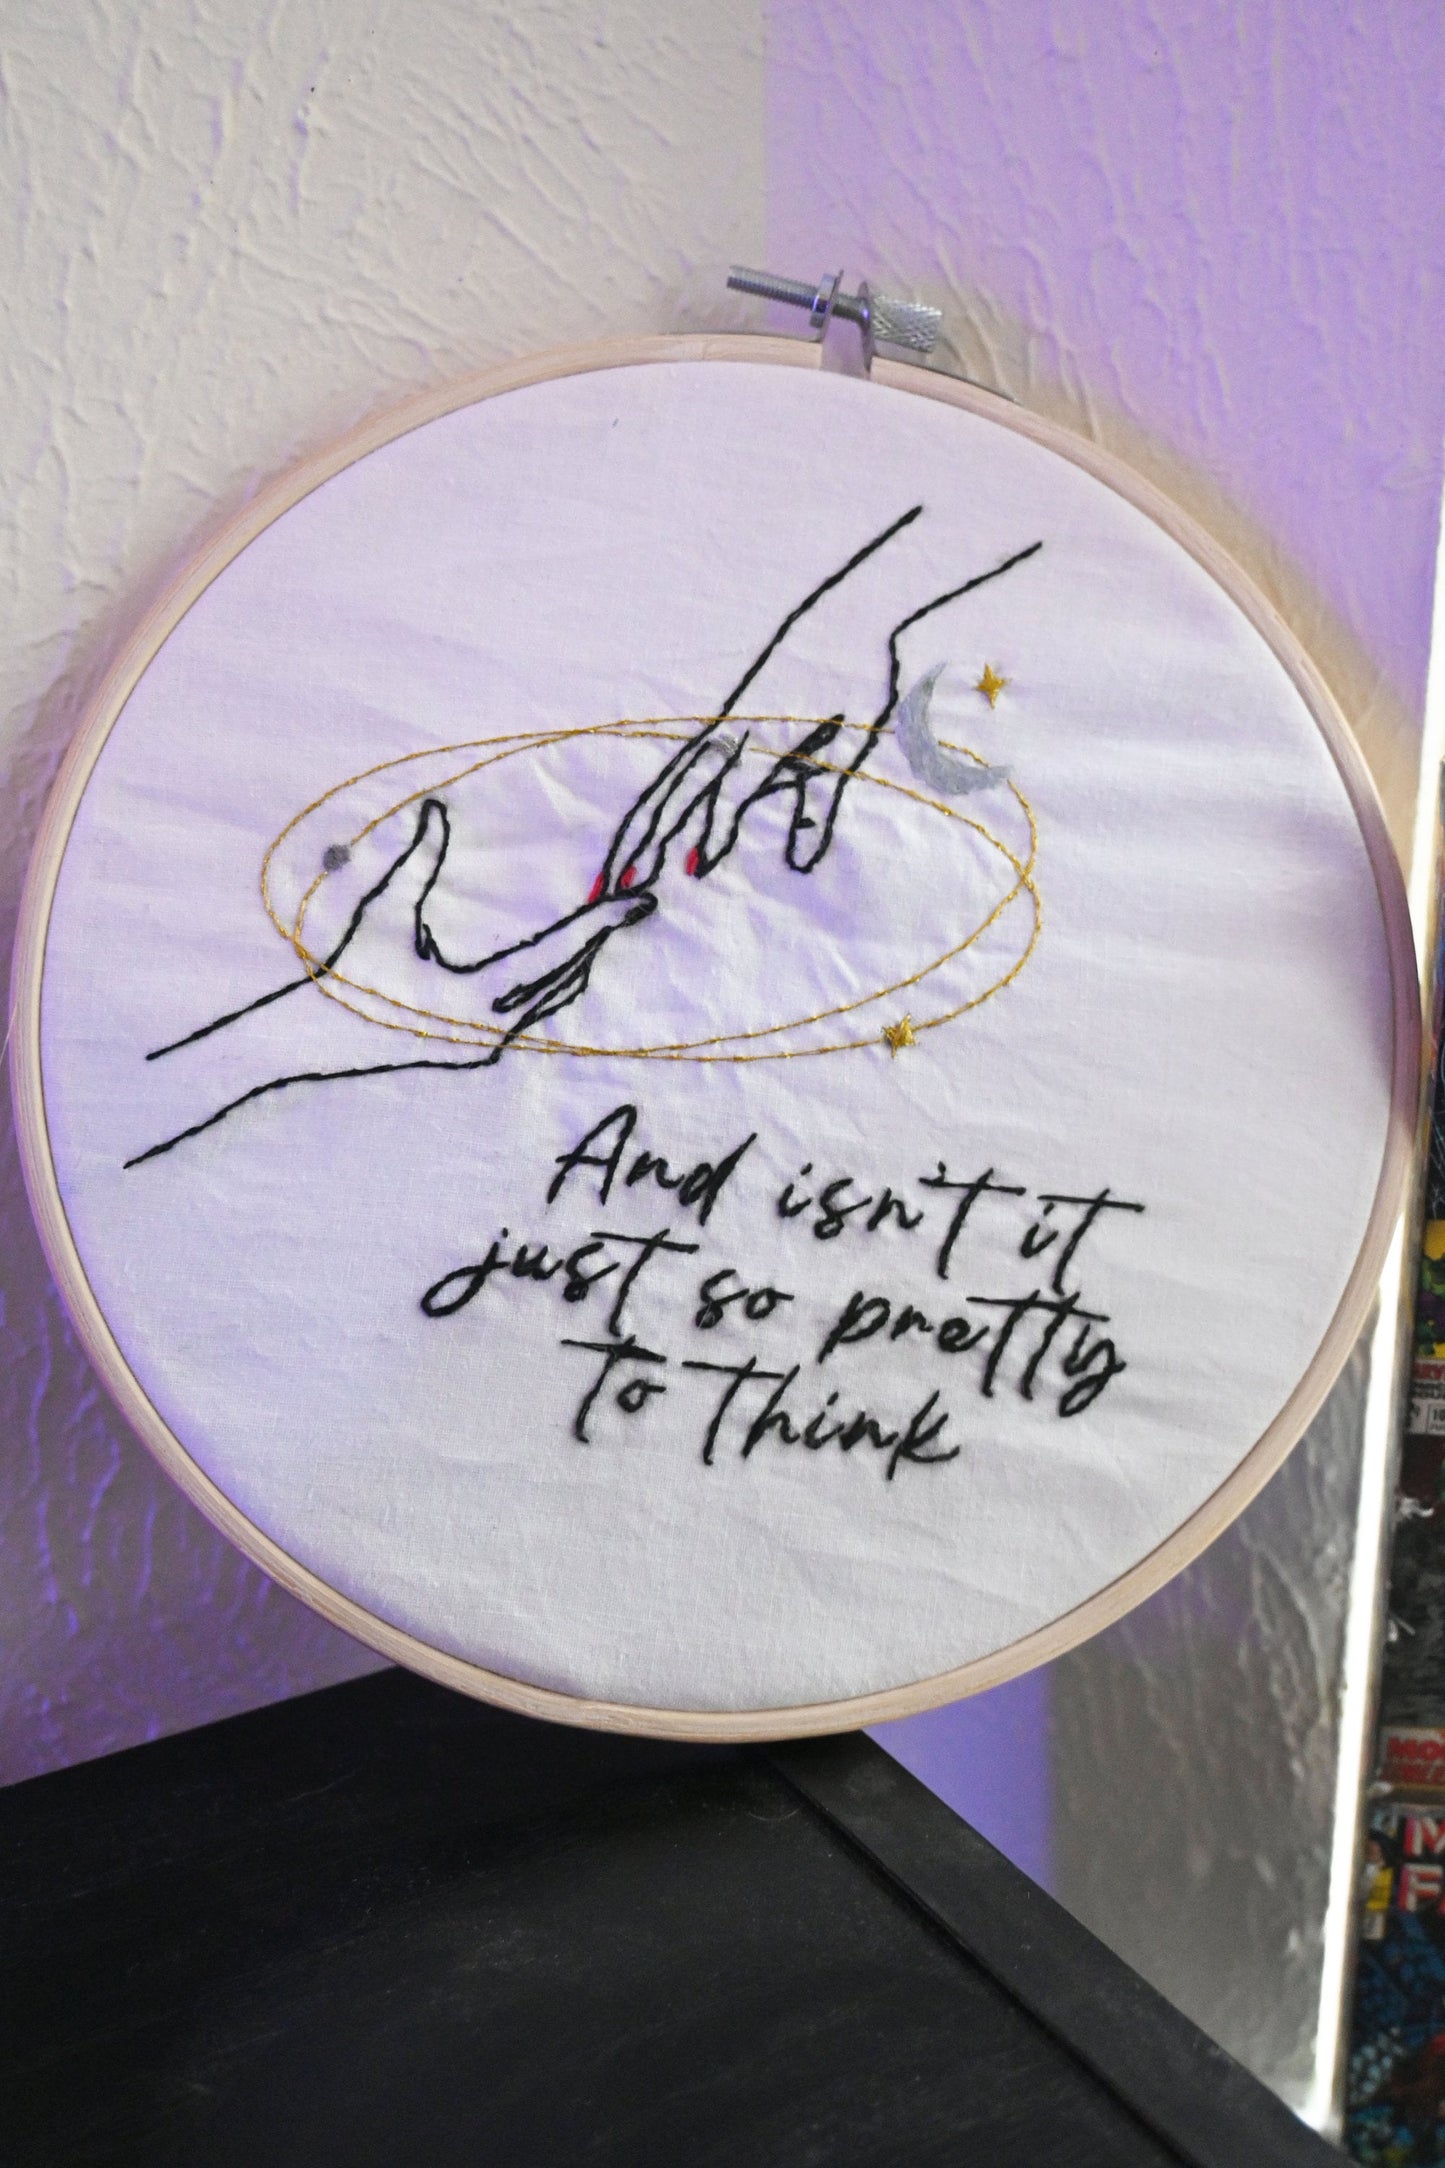 And isn't it
just so pretty
to think